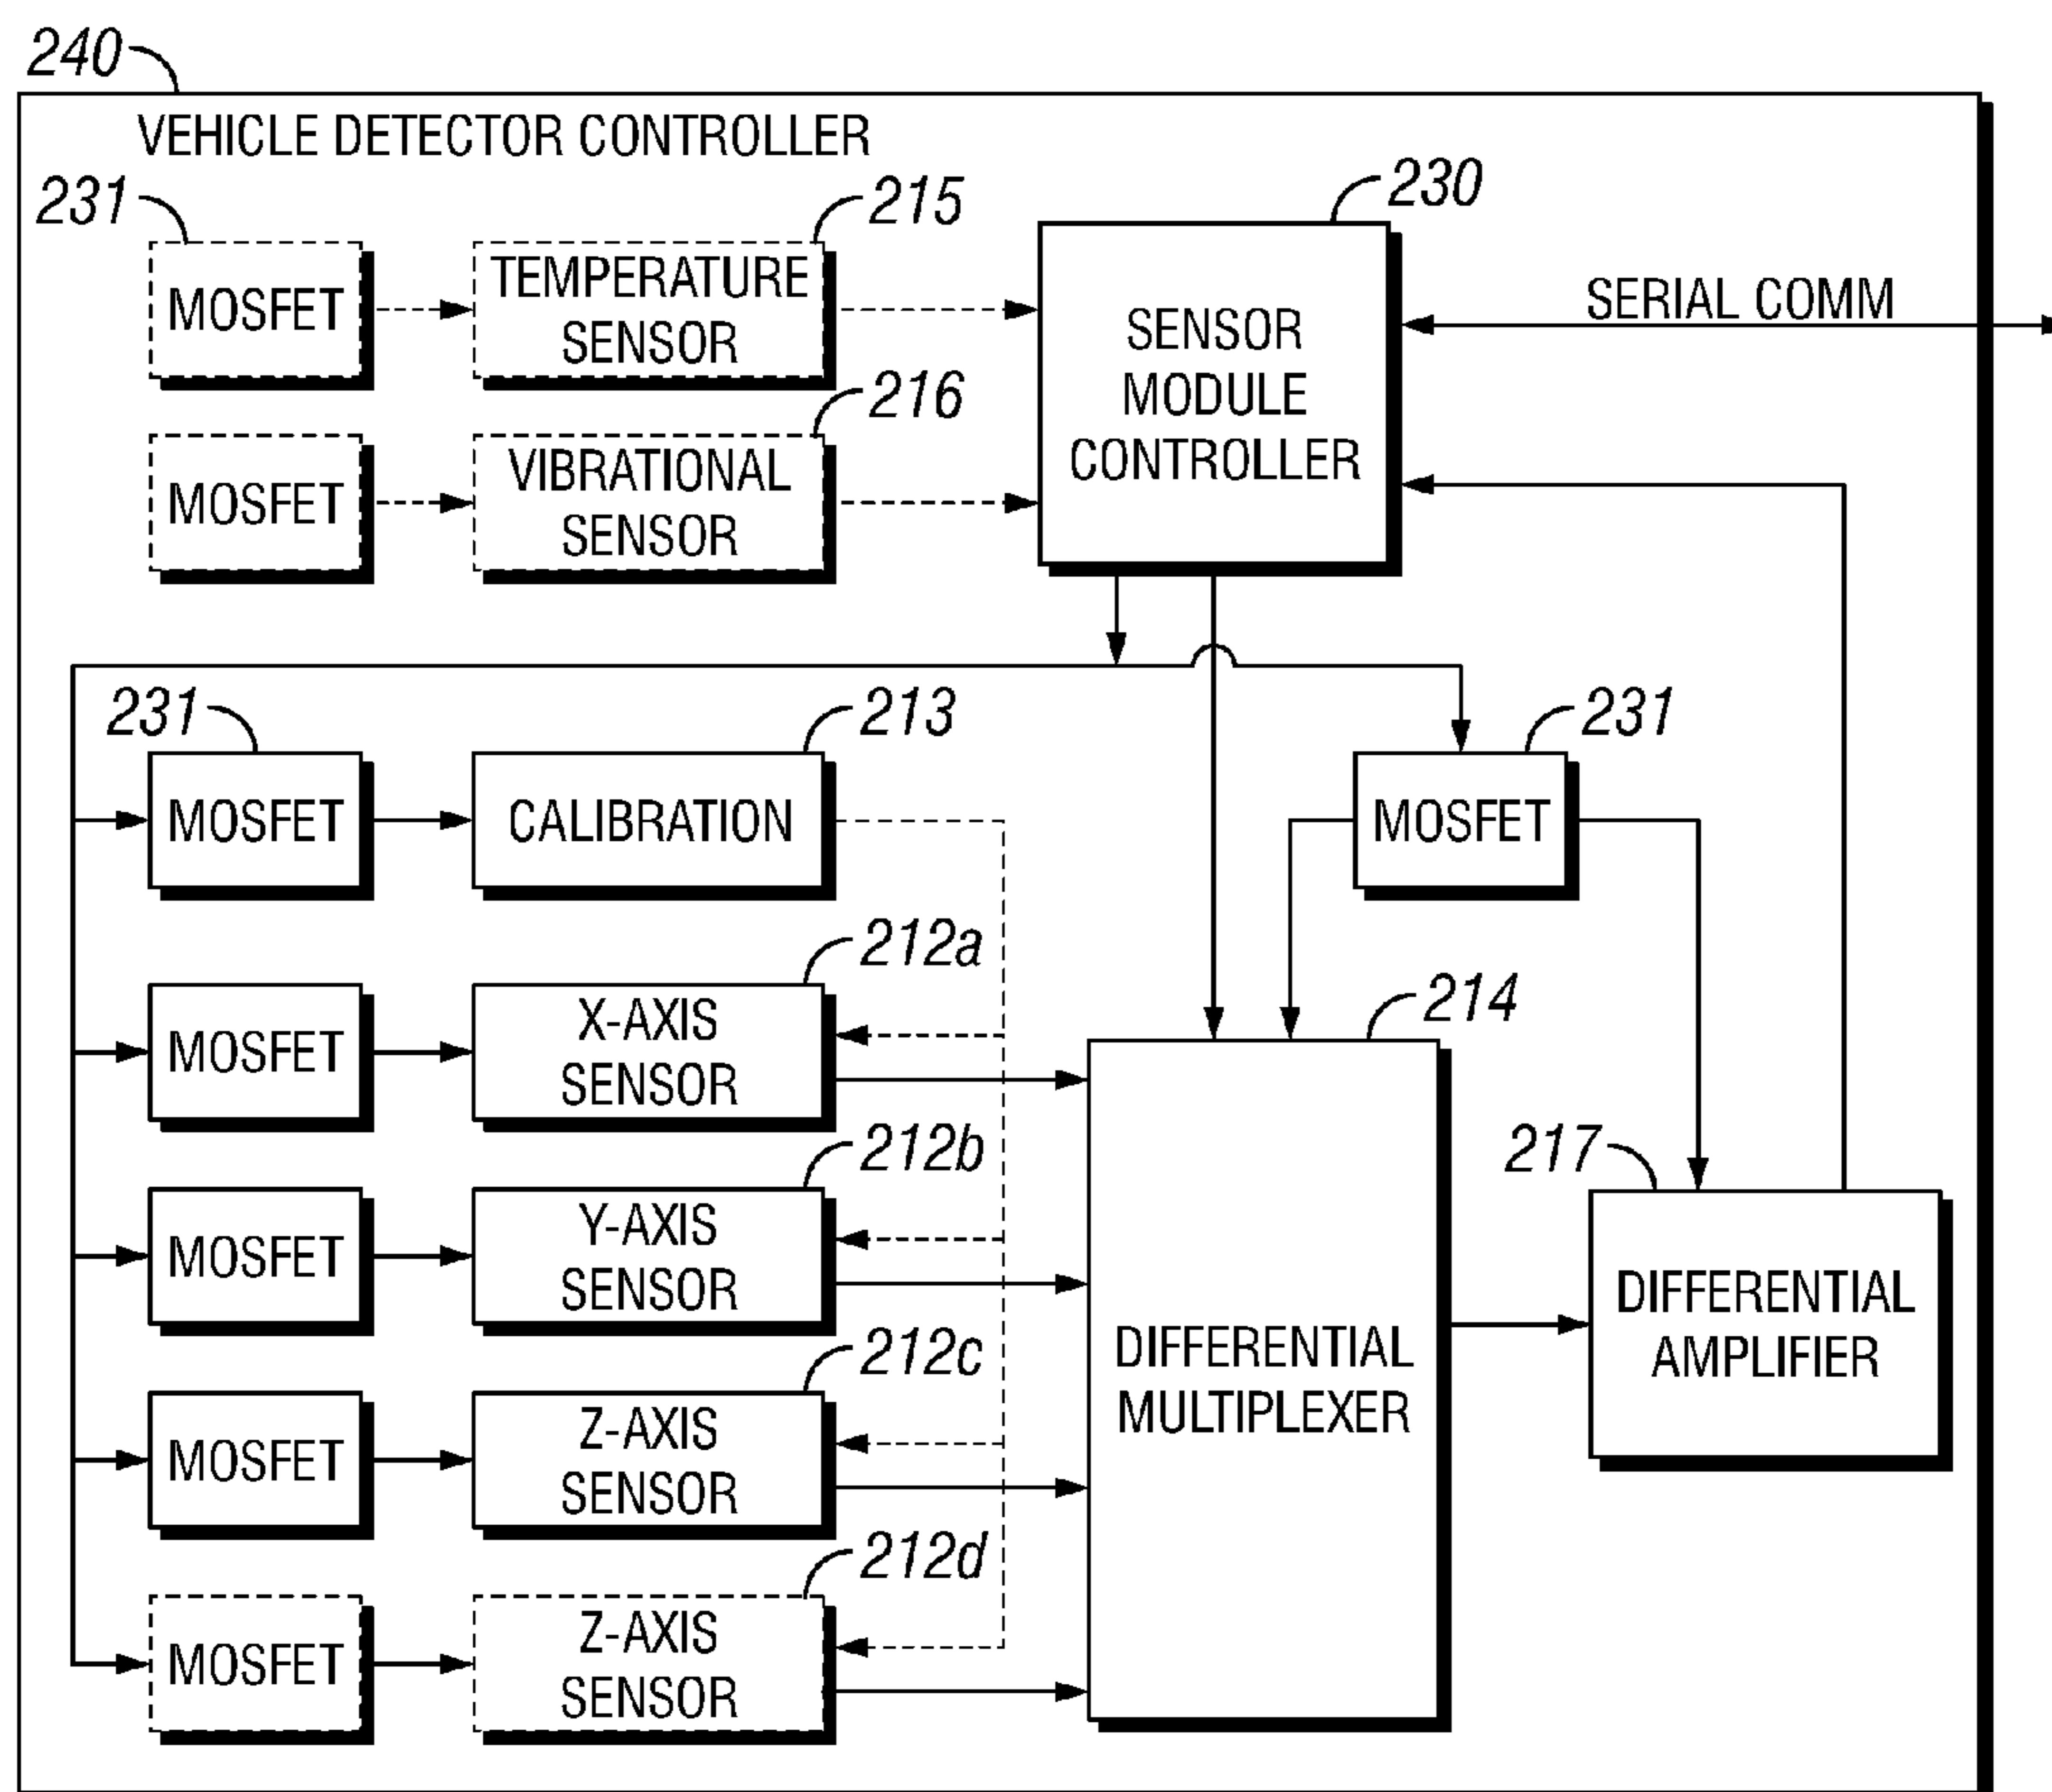 240
VEHICLE DETECTOR CONTROLLER
231
215
230
MOSFET
TEMPERATURE
SENSOR
SENSOR
MODULE
CONTROLLER
SERIAL COMM
216
MOSFET
VIBRATIONAL
SENSOR
231
213
231
MOSFET
CALIBRATION
MOSFET
212a
MOSFET
X-AXIS
SENSOR
214
212b
MOSFET
Y-AXIS
SENSOR
217
DIFFERENTIAL
MULTIPLEXER
DIFFERENTIAL
AMPLIFIER
212c
MOSFET
Z-AXIS
SENSOR
212d
MOSFET
Z-AXIS
SENSOR